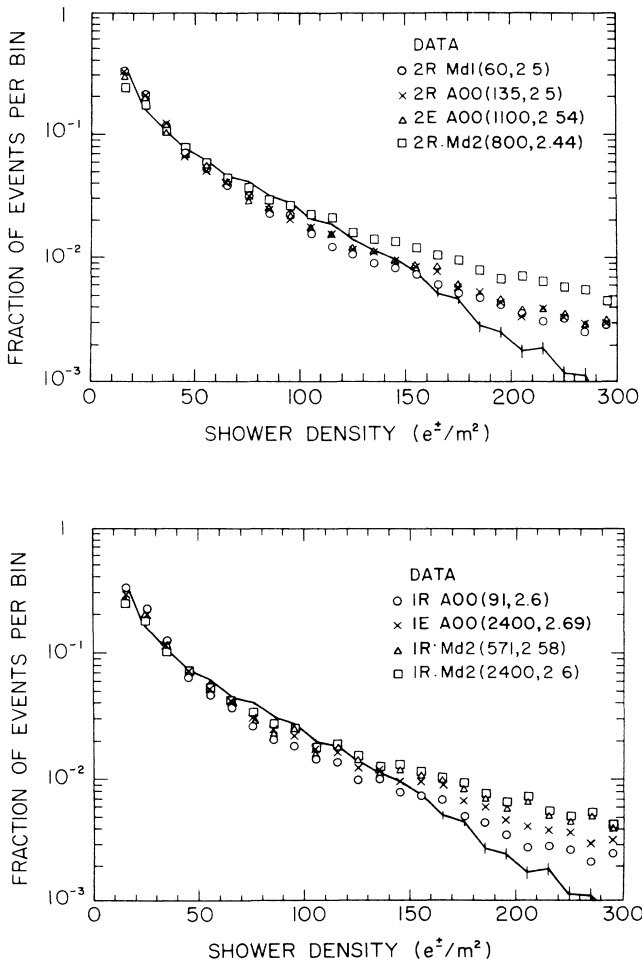 FRACTION OF EVENTS PER BIN
1
10⁻¹
10⁻²
10⁻³
DATA
○ 2R Md1(60,2 5)
× 2R A00(135,2 5)
△ 2E A00(1100,2 54)
□ 2R.Md2(800,2.44)
0 50 100 150 200 250 300
SHOWER DENSITY (e±/m²)
FRACTION OF EVENTS PER BIN
1
10⁻¹
10⁻²
10⁻³
DATA
○ 1R A00(91,2.6)
× 1E A00(2400,2.69)
△ 1R Md2(571,2 58)
□ 1R.Md2(2400,2 6)
0 50 100 150 200 250 300
SHOWER DENSITY (e±/m²)